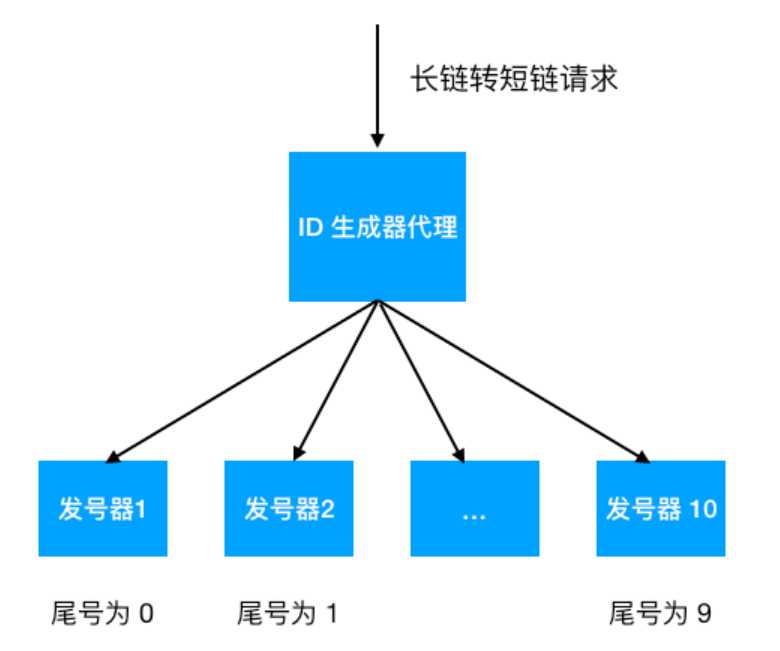 长链转短链请求
ID 生成器代理
发号器1
发号器2
...
发号器 10
尾号为 0
尾号为 1
尾号为 9